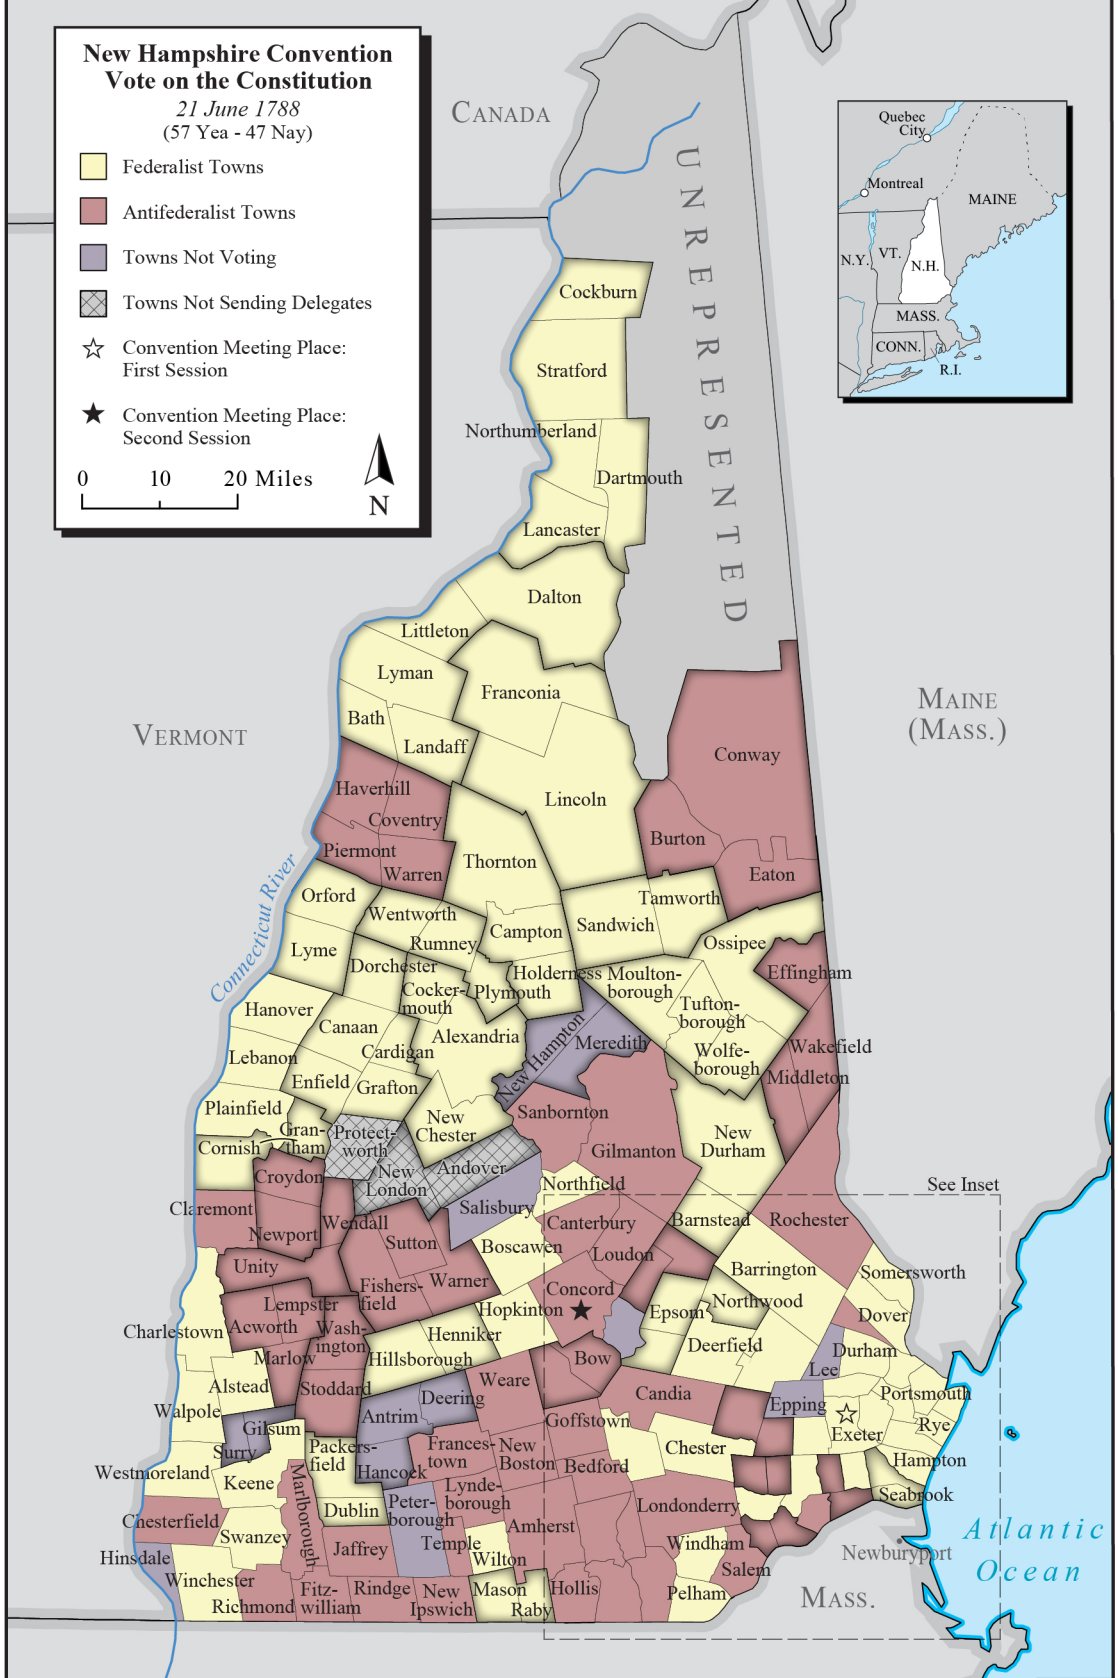 New Hampshire Convention
Vote on the Constitution
21 June 1788
(57 Yea - 47 Nay)
Federalist Towns
Antifederalist Towns
Towns Not Voting
Towns Not Sending Delegates
Convention Meeting Place:
First Session
Convention Meeting Place:
Second Session
0 10 20 Miles
N
CANADA
UNREPRESENTED
Quebec
City
Montreal
MAINE
N.Y.
VT.
N.H.
MASS.
CONN.
R.I.
VERMONT
MAINE
(MASS.)
Connecticut River
Cockburn
Stratford
Northumberland
Dartmouth
Lancaster
Dalton
Littleton
Lyman
Franconia
Bath
Landaff
Conway
Haverhill
Lincoln
Coventry
Burton
Piermont
Thornton
Warren
Eaton
Orford
Tamworth
Wentworth
Sandwich
Campton
Rumney
Ossipee
Lyme
Dorchester
Holderness
Moulton-
borough
Effingham
Cocker-
mouth
Plymouth
Hanover
Tufton-
borough
Canaan
Alexandria
New Hampton
Meredith
Cardigan
Wolfe-
borough
Wakefield
Lebanon
Enfield
Grafton
Middleton
Plainfield
Sanbornton
New
Chester
Gran-
tham
Protect-
worth
New
Durham
Cornish
Gilmanton
Andover
New
London
Croydon
Northfield
See Inset
Claremont
Salisbury
Wendall
Canterbury
Barnstead
Rochester
Newport
Sutton
Boscawen
Loudon
Unity
Barrington
Somersworth
Fishers-
field
Warner
Concord
Lempster
Hopkinton
Epsom
Northwood
Dover
Acworth
Wash-
ington
Charlestown
Henniker
Deerfield
Durham
Marlow
Hillsborough
Bow
Lee
Alstead
Stoddard
Weare
Candia
Deering
Portsmouth
Walpole
Antrim
Epping
Goffstown
Rye
Gilsum
Exeter
Surry
Packers-
field
Frances-
town
New
Boston
Chester
Westmoreland
Hancock
Bedford
Hampton
Keene
Lynde-
borough
Seabrook
Marlborough
Dublin
Peter-
borough
Londonderry
Chesterfield
Amherst
Swanzey
Temple
Windham
Atlantic
Ocean
Jaffrey
Newburyport
Hinsdale
Wilton
Salem
Winchester
Fitz-
william
Rindge
New
Ipswich
Mason
Hollis
Pelham
MASS.
Richmond
Raby